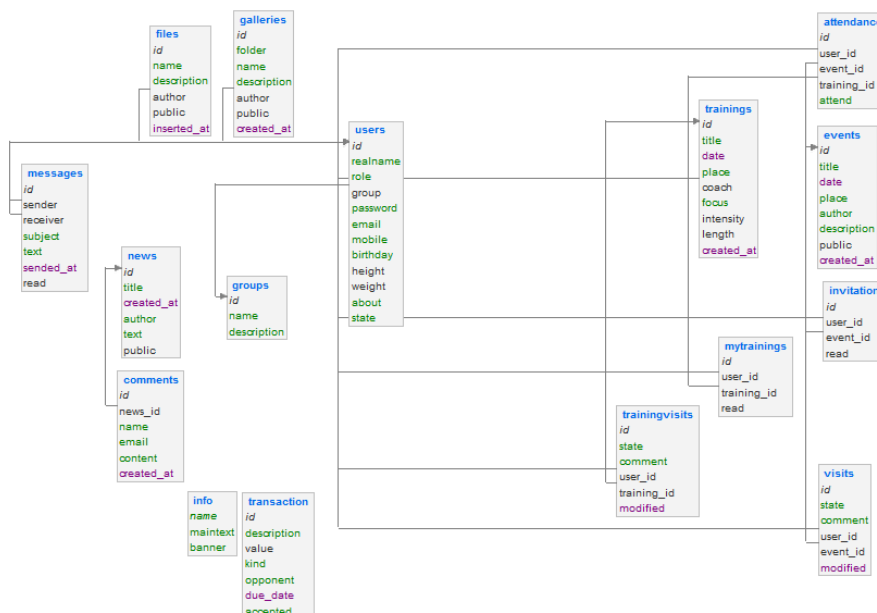 files
id
name
description
author
public
inserted_at
galleries
id
folder
name
description
author
public
created_at
messages
id
sender
receiver
subject
text
sended_at
read
news
id
title
created_at
author
text
public
comments
id
news_id
name
email
content
created_at
groups
id
name
description
users
id
realname
role
group
password
email
mobile
birthday
height
weight
about
state
info
name
maintext
banner
transaction
id
description
value
kind
opponent
due_date
accepted
trainings
id
title
date
place
coach
focus
intensity
length
created_at
mytrainings
id
user_id
training_id
read
trainingvisits
id
state
comment
user_id
training_id
modified
attendance
id
user_id
event_id
training_id
attend
events
id
title
date
place
author
description
public
created_at
invitation
id
user_id
event_id
read
visits
id
state
comment
user_id
event_id
modified